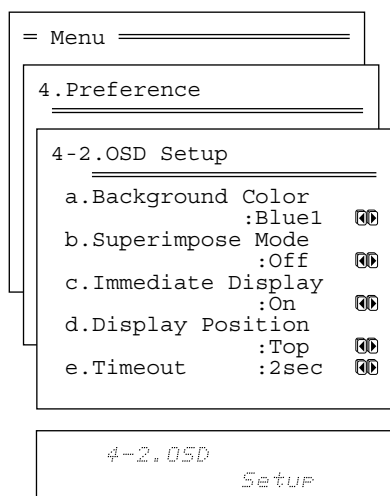 Menu
4.Preference
4-2.OSD Setup
a.Background Color
:Blue1
b.Superimpose Mode
:Off
c.Immediate Display
:On
d.Display Position
:Top
e.Timeout :2sec
4-2.OSD
Setup